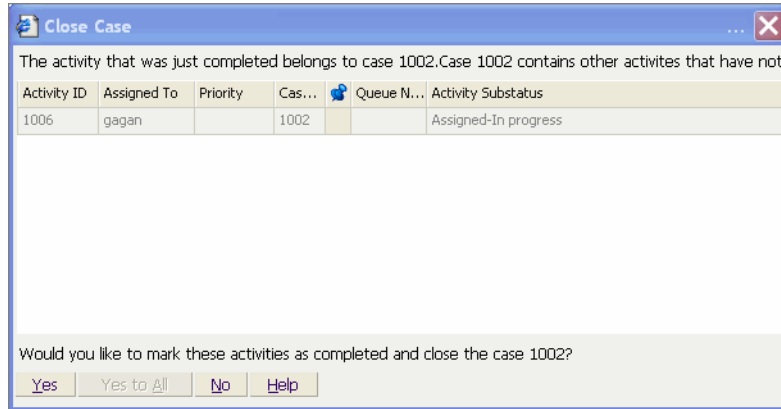 Close Case ...
The activity that was just completed belongs to case 1002.Case 1002 contains other activites that have not
Activity ID Assigned To Priority Cas... Queue N... Activity Substatus
1006 gagan 1002 Assigned-In progress
Would you like to mark these activities as completed and close the case 1002?
Yes Yes to All No Help